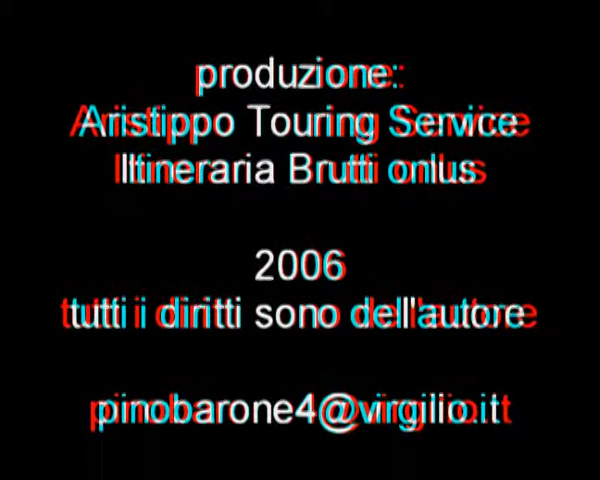 produzione:
Aristippo Touring Service
Itineraria Brutti onlus
2006
tutti i diritti sono dell'autore
pinobarone4@virgilio.it